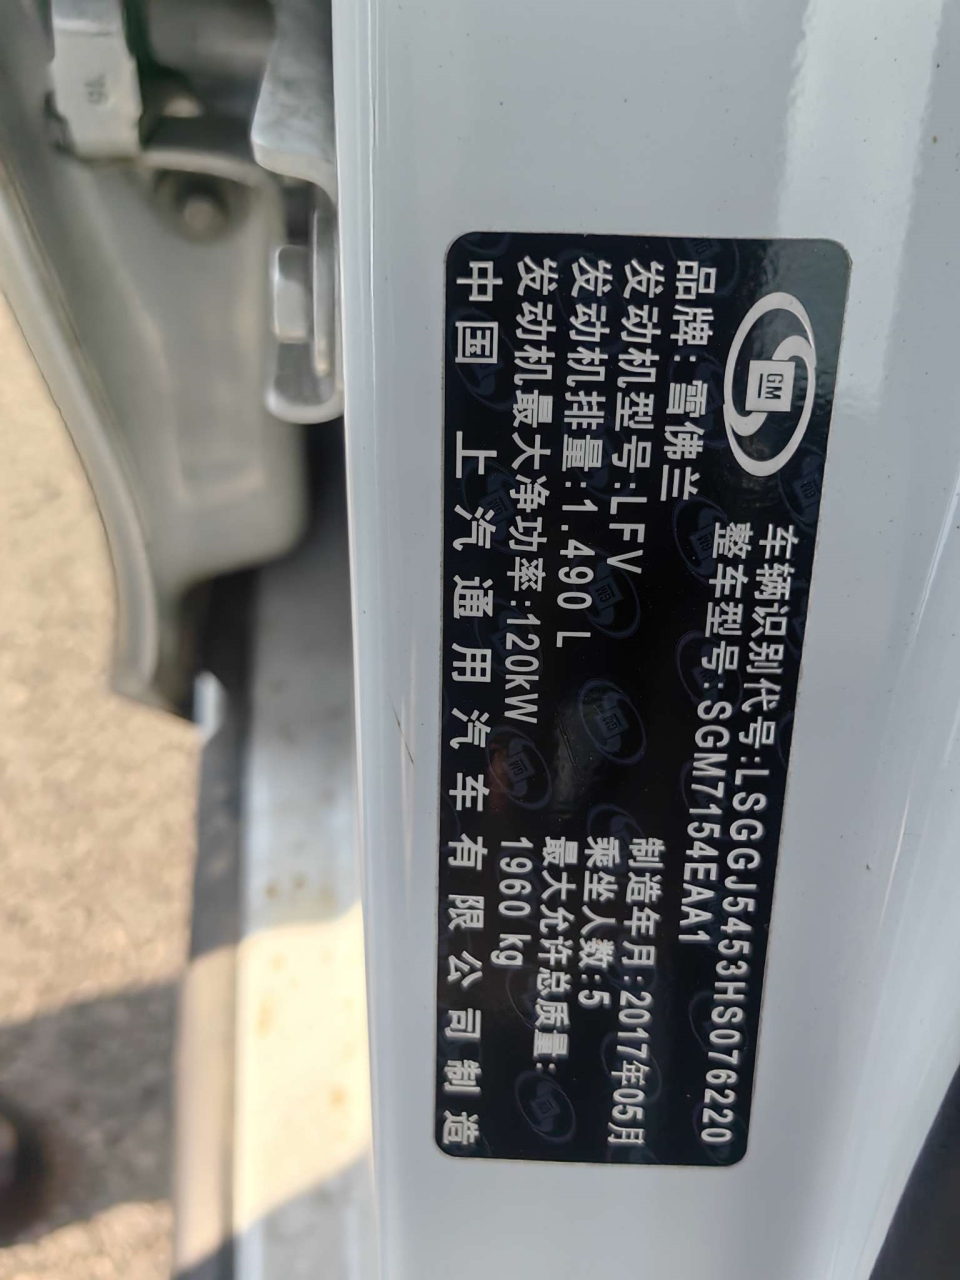 GM
车辆识别代号:LSGGJ5453HS076220
整车型号:SGM7154EAA1
品牌:雪佛兰
发动机型号:LFV
制造年月:2017年05月
发动机排量:1.490 L
乘坐人数:5
发动机最大净功率:120kW
最大允许总质量:
1960 kg
中国 上汽通用汽车有限公司制造